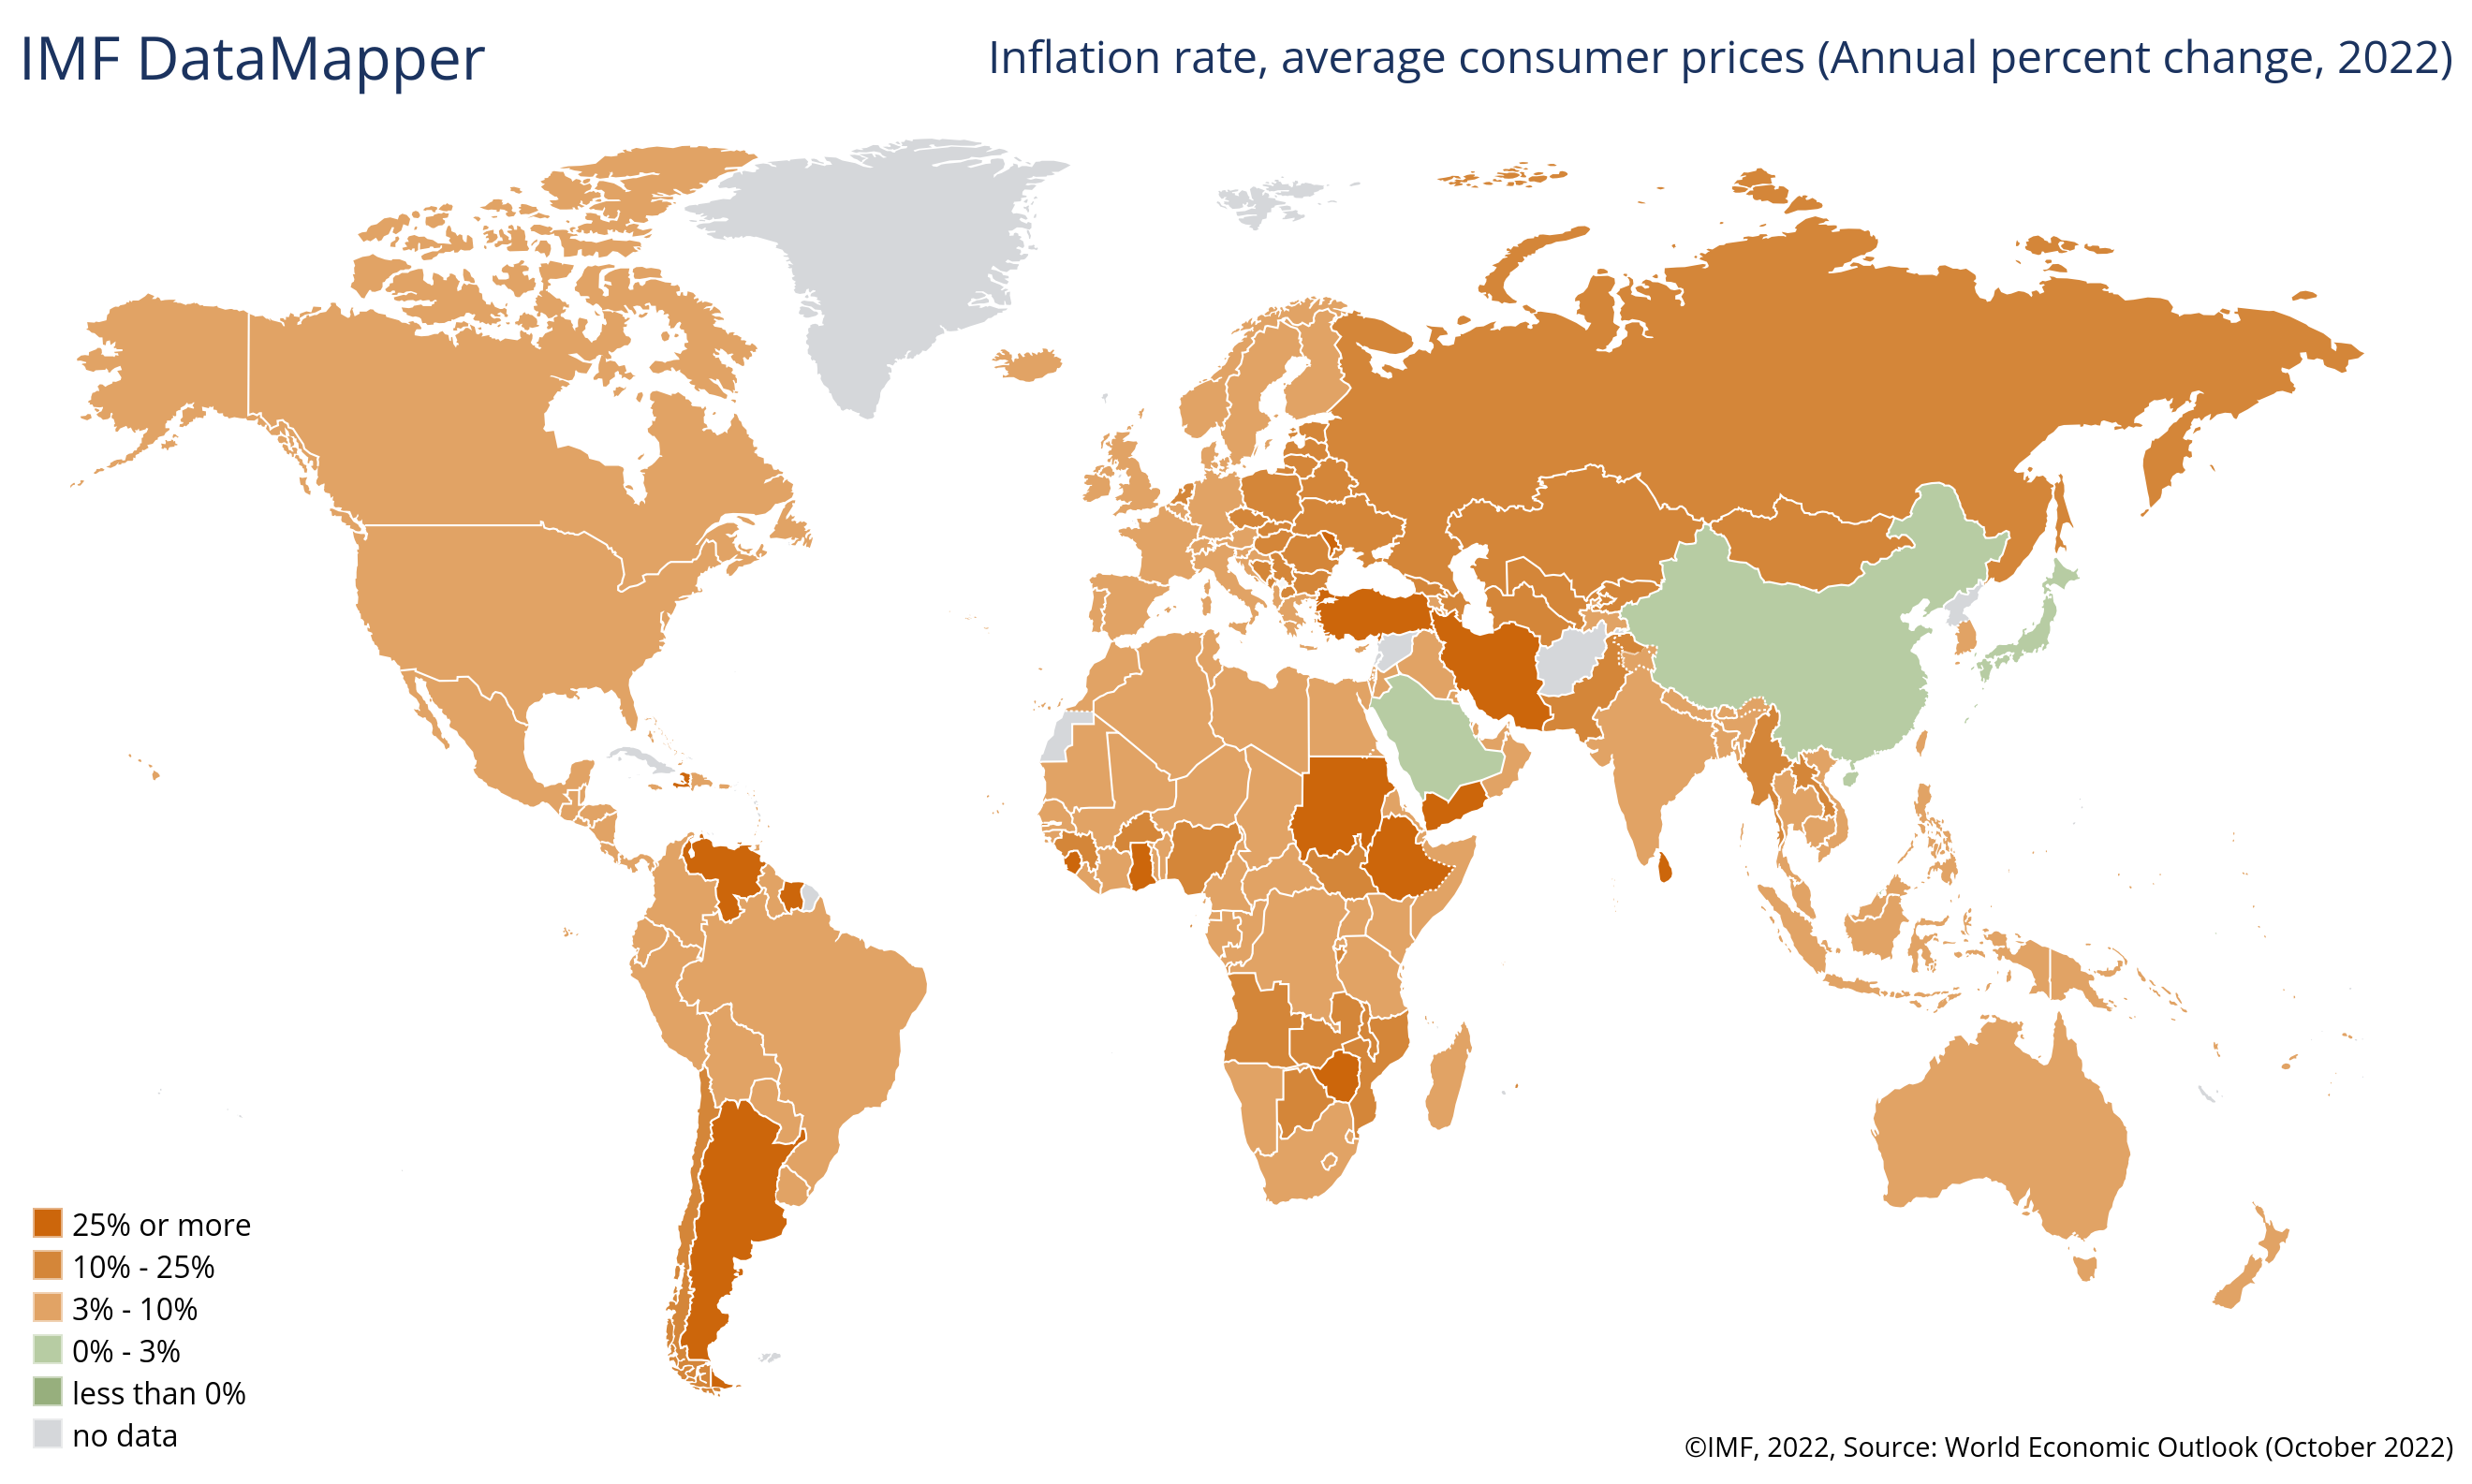 IMF DataMapper
Inflation rate, average consumer prices (Annual percent change, 2022)
25% or more
10% - 25%
3% - 10%
0% - 3%
less than 0%
no data
©IMF, 2022, Source: World Economic Outlook (October 2022)